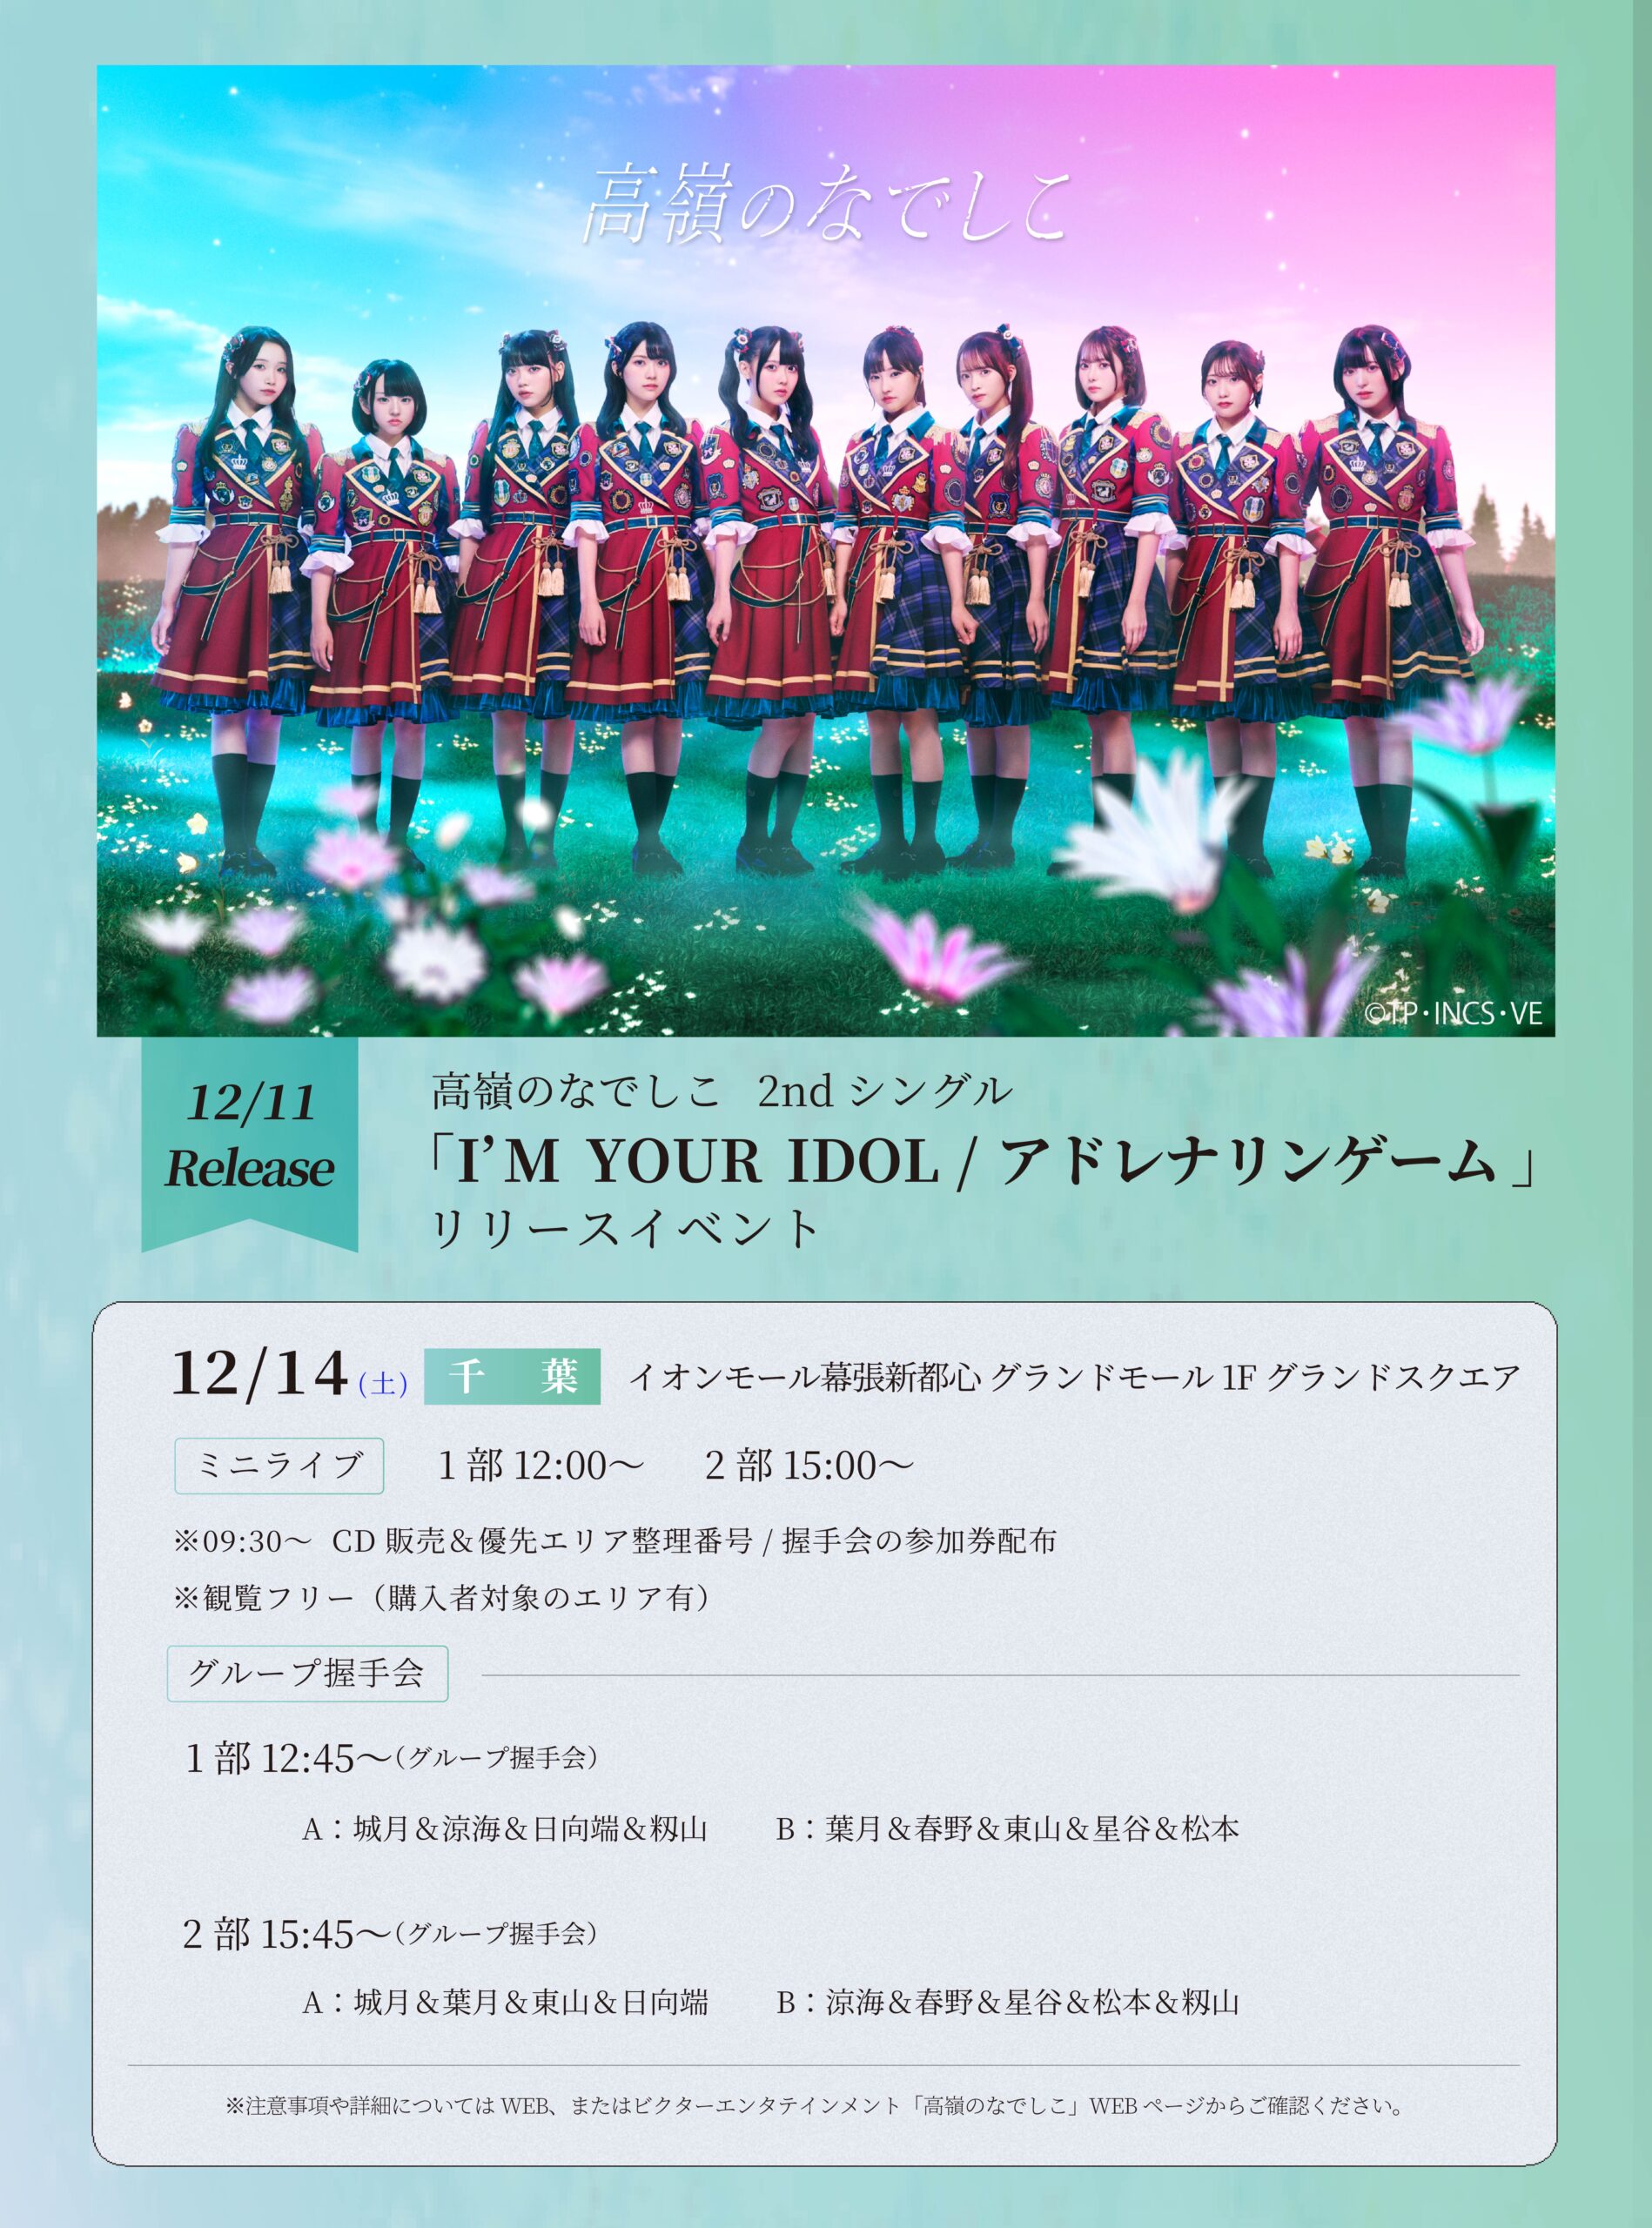 高嶺のなでしこ
©TP・INCS・VE
12/11
Release
高嶺のなでしこ 2nd シングル
「I’M YOUR IDOL / アドレナリンゲーム」
リリースイベント
12/14(土) 千葉 イオンモール幕張新都心 グランドモール 1F グランドスクエア
ミニライブ 1 部 12:00〜 2 部 15:00〜
※09:30〜 CD 販売&優先エリア整理番号 / 握手会の参加券配布
※観覧フリー（購入者対象のエリア有）
グループ握手会
1 部 12:45〜（グループ握手会）
A：城月&涼海&日向端&籾山 B：葉月&春野&東山&星谷&松本
2 部 15:45〜（グループ握手会）
A：城月&葉月&東山&日向端 B：涼海&春野&星谷&松本&籾山
※注意事項や詳細については WEB、またはビクターエンタテインメント「高嶺のなでしこ」WEB ページからご確認ください。